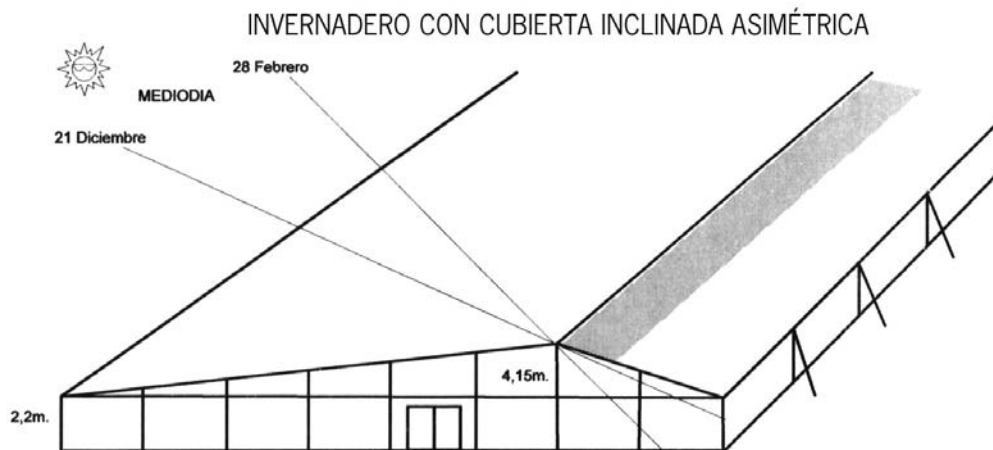 INVERNADERO CON CUBIERTA INCLINADA ASIMÉTRICA
28 Febrero
MEDIODIA
21 Diciembre
4,15m.
2,2m.